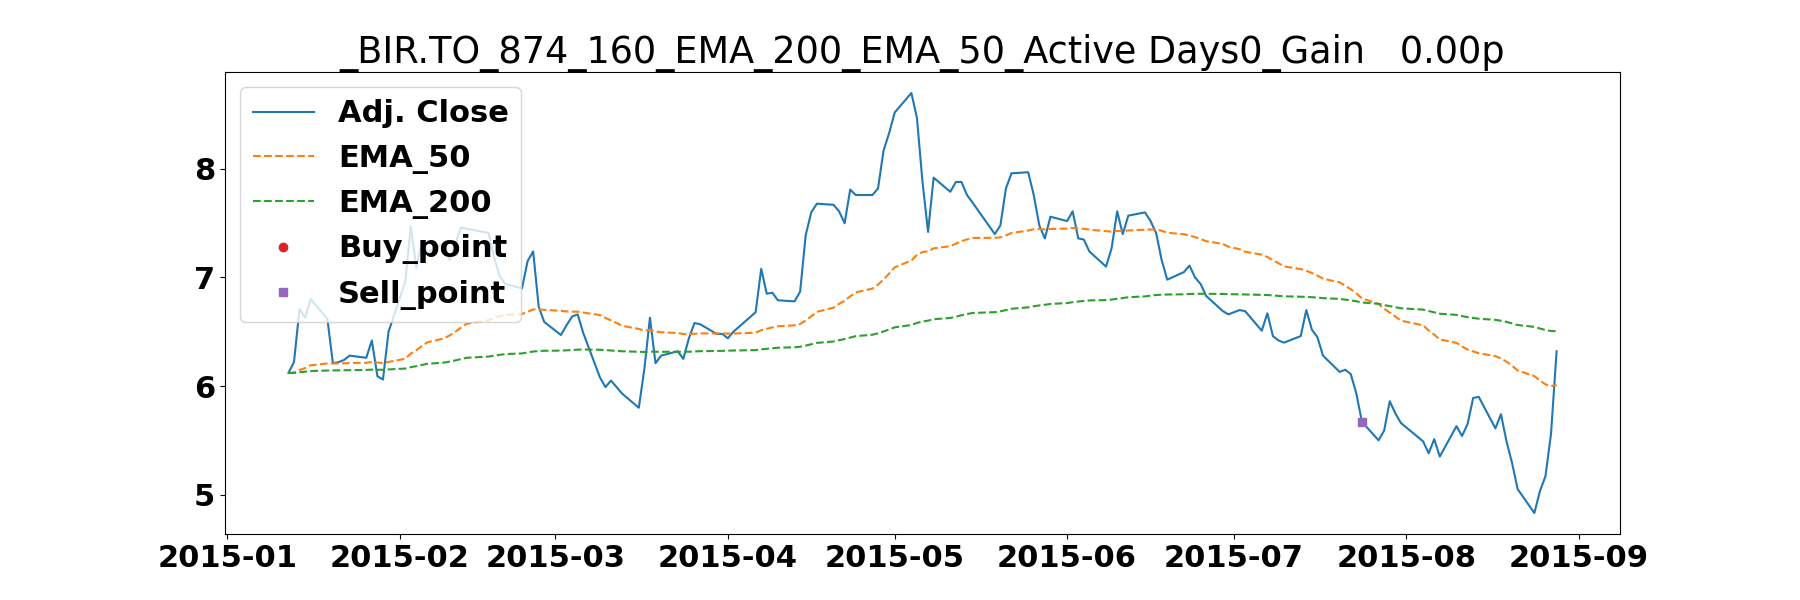 _BIR.TO_874_160_EMA_200_EMA_50_Active Days0_Gain   0.00p
Adj. Close
EMA_50
EMA_200
Buy_point
Sell_point
8
7
6
5
2015-01 2015-02 2015-03 2015-04 2015-05 2015-06 2015-07 2015-08 2015-09